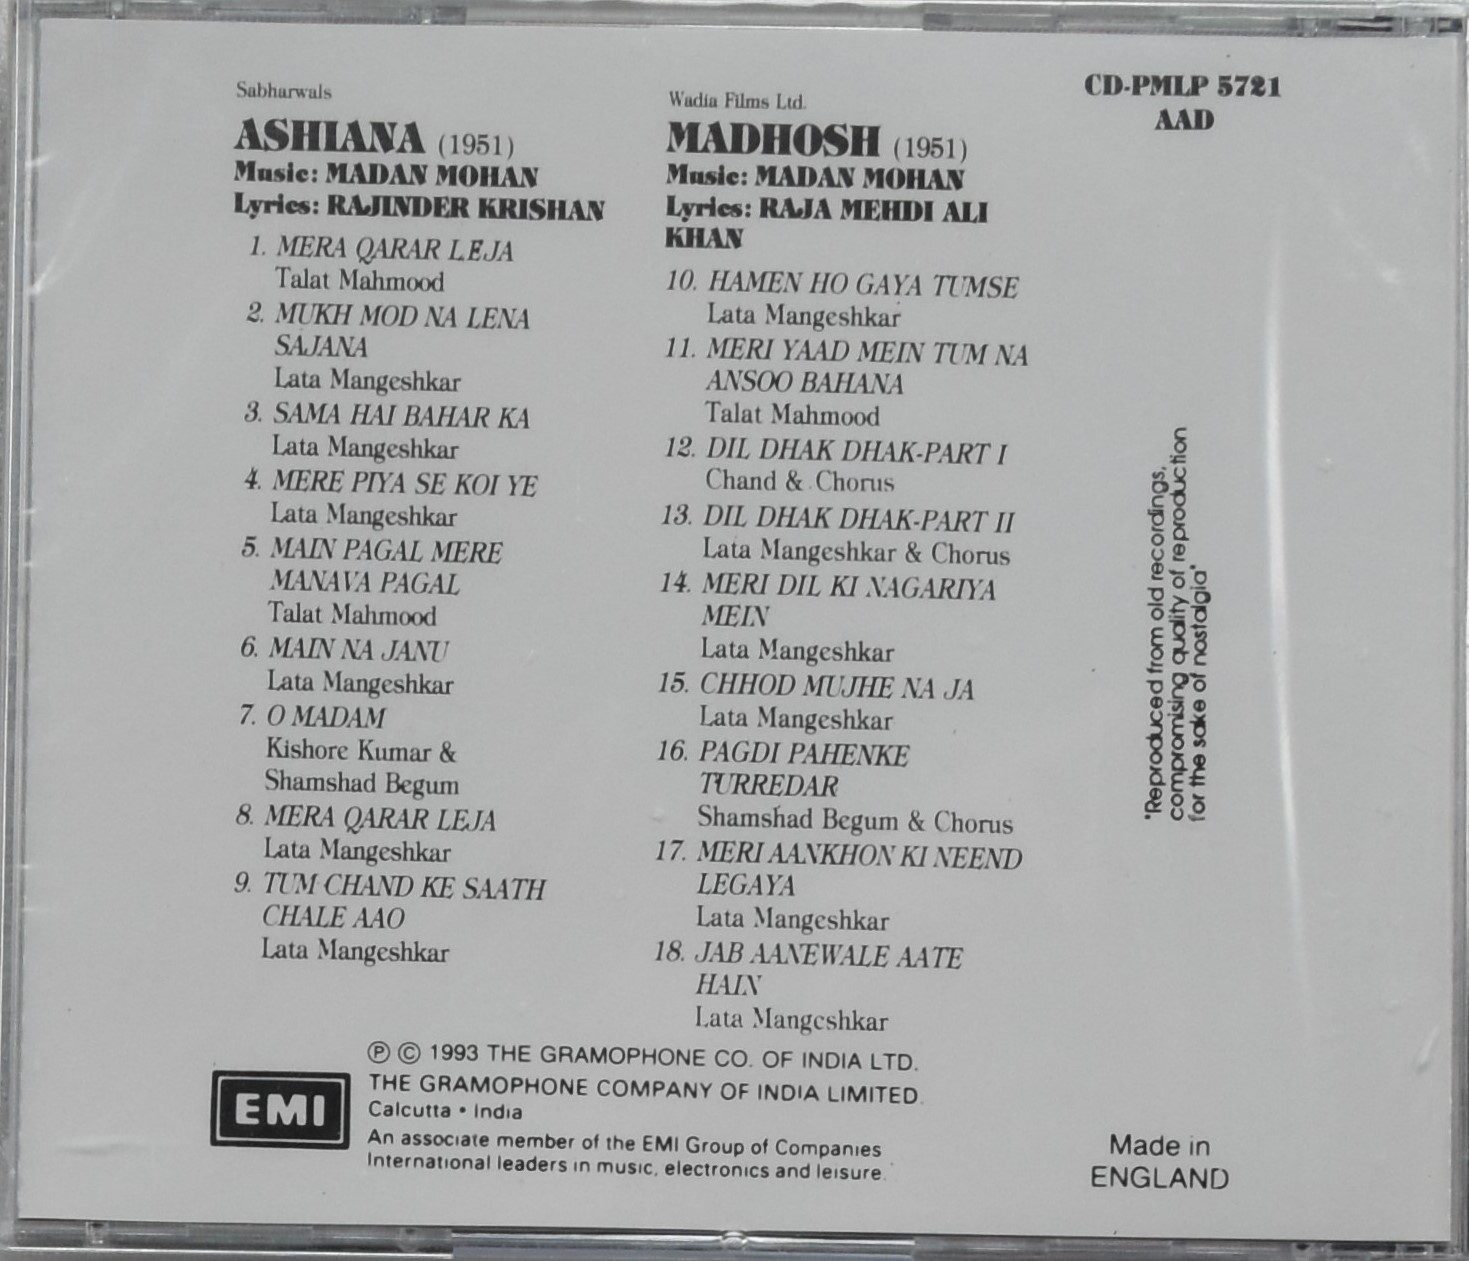 Sabharwals
ASHIANA (1951)
Music: MADAN MOHAN
Lyrics: RAJINDER KRISHAN
1. MERA QARAR LEJA
Talat Mahmood
2. MUKH MOD NA LENA
SAJANA
Lata Mangeshkar
3. SAMA HAI BAHAR KA
Lata Mangeshkar
4. MERE PIYA SE KOI YE
Lata Mangeshkar
5. MAIN PAGAL MERE
MANAVA PAGAL
Talat Mahmood
6. MAIN NA JANU
Lata Mangeshkar
7. O MADAM
Kishore Kumar &
Shamshad Begum
8. MERA QARAR LEJA
Lata Mangeshkar
9. TUM CHAND KE SAATH
CHALE AAO
Lata Mangeshkar
Wadia Films Ltd.
MADHOSH (1951)
Music: MADAN MOHAN
Lyrics: RAJA MEHDI ALI
KHAN
10. HAMEN HO GAYA TUMSE
Lata Mangeshkar
11. MERI YAAD MEIN TUM NA
ANSOO BAHANA
Talat Mahmood
12. DIL DHAK DHAK-PART I
Chand & Chorus
13. DIL DHAK DHAK-PART II
Lata Mangeshkar & Chorus
14. MERI DIL KI NAGARIYA
MEIN
Lata Mangeshkar
15. CHHOD MUJHE NA JA
Lata Mangeshkar
16. PAGDI PAHENKE
TURREDAR
Shamshad Begum & Chorus
17. MERI AANKHON KI NEEND
LEGAYA
Lata Mangeshkar
18. JAB AANEWALE AATE
HAIN
Lata Mangeshkar
CD-PMLP 5721
AAD
"Reproduced from old recordings,
compromising quality of reproduction
for the sake of nostalgia"
Ⓟ © 1993 THE GRAMOPHONE CO. OF INDIA LTD.
THE GRAMOPHONE COMPANY OF INDIA LIMITED.
Calcutta • India
An associate member of the EMI Group of Companies
International leaders in music, electronics and leisure.
EMI
Made in
ENGLAND